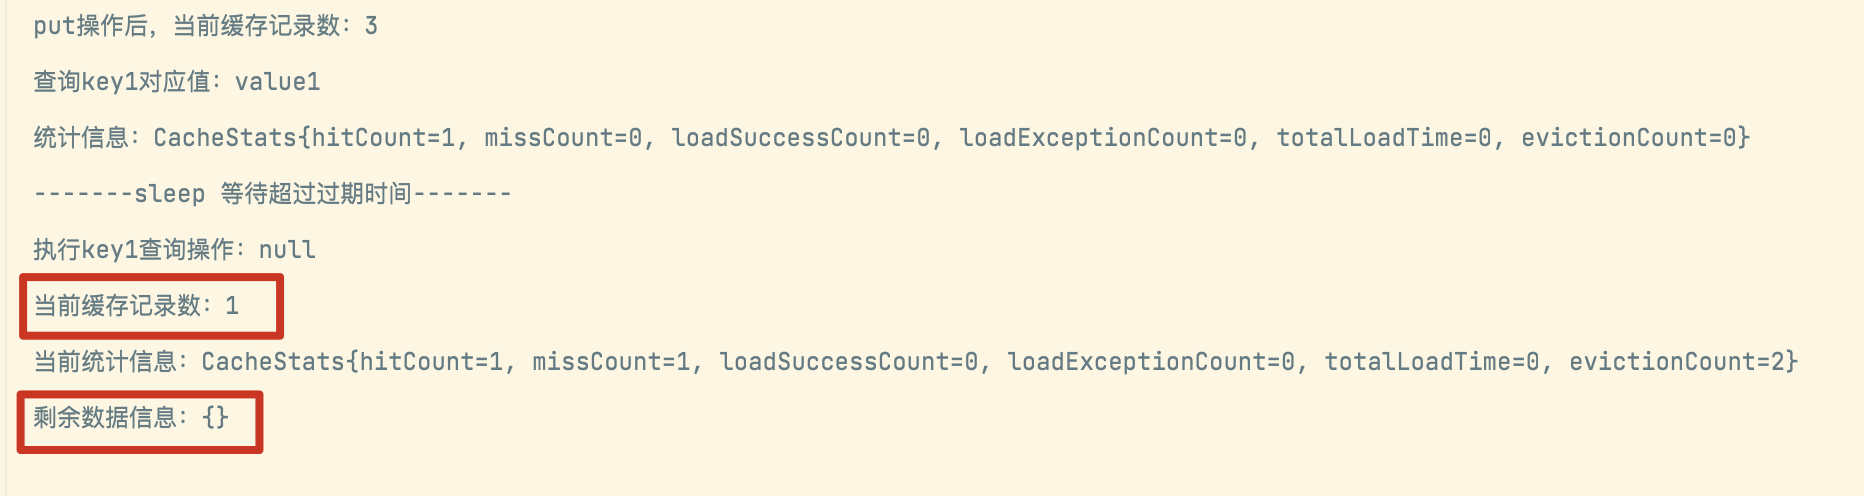 put操作后，当前缓存记录数：3
查询key1对应值：value1
统计信息：CacheStats{hitCount=1, missCount=0, loadSuccessCount=0, loadExceptionCount=0, totalLoadTime=0, evictionCount=0}
-------sleep 等待超过过期时间-------
执行key1查询操作：null
当前缓存记录数：1
当前统计信息：CacheStats{hitCount=1, missCount=1, loadSuccessCount=0, loadExceptionCount=0, totalLoadTime=0, evictionCount=2}
剩余数据信息：{}